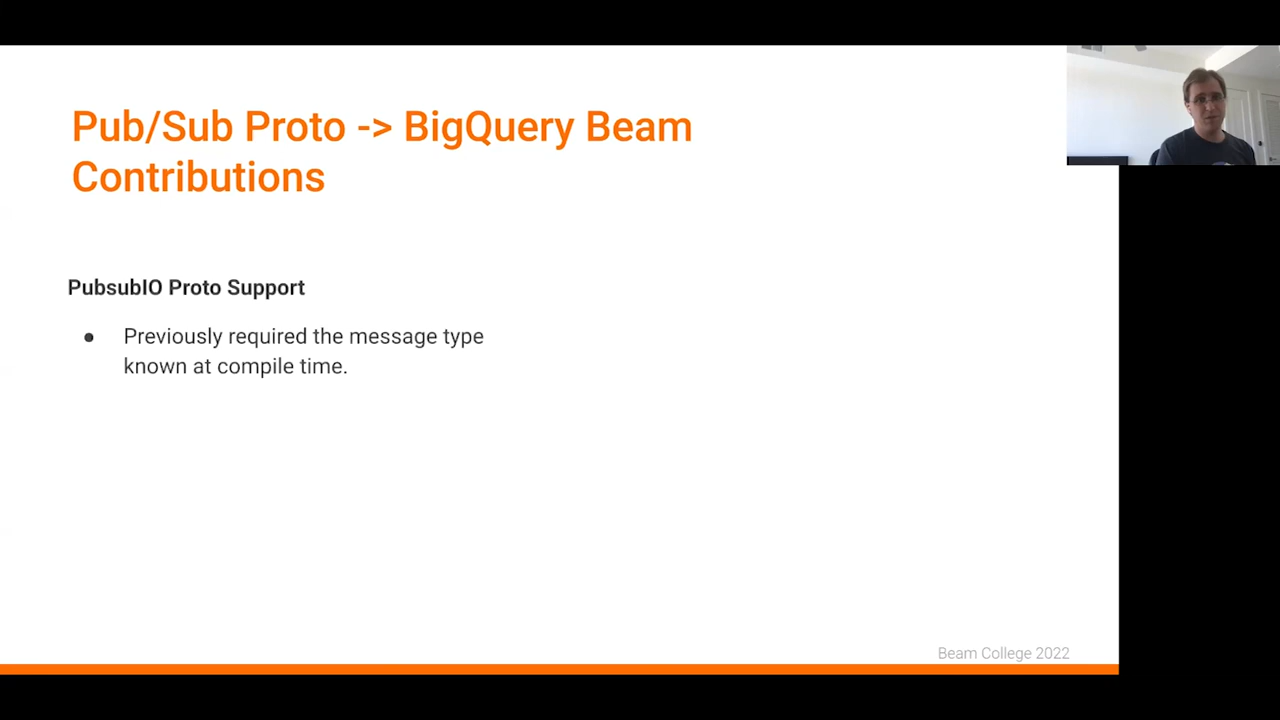 Pub/Sub Proto -> BigQuery Beam
Contributions
PubsubIO Proto Support
● Previously required the message type
known at compile time.
Beam College 2022